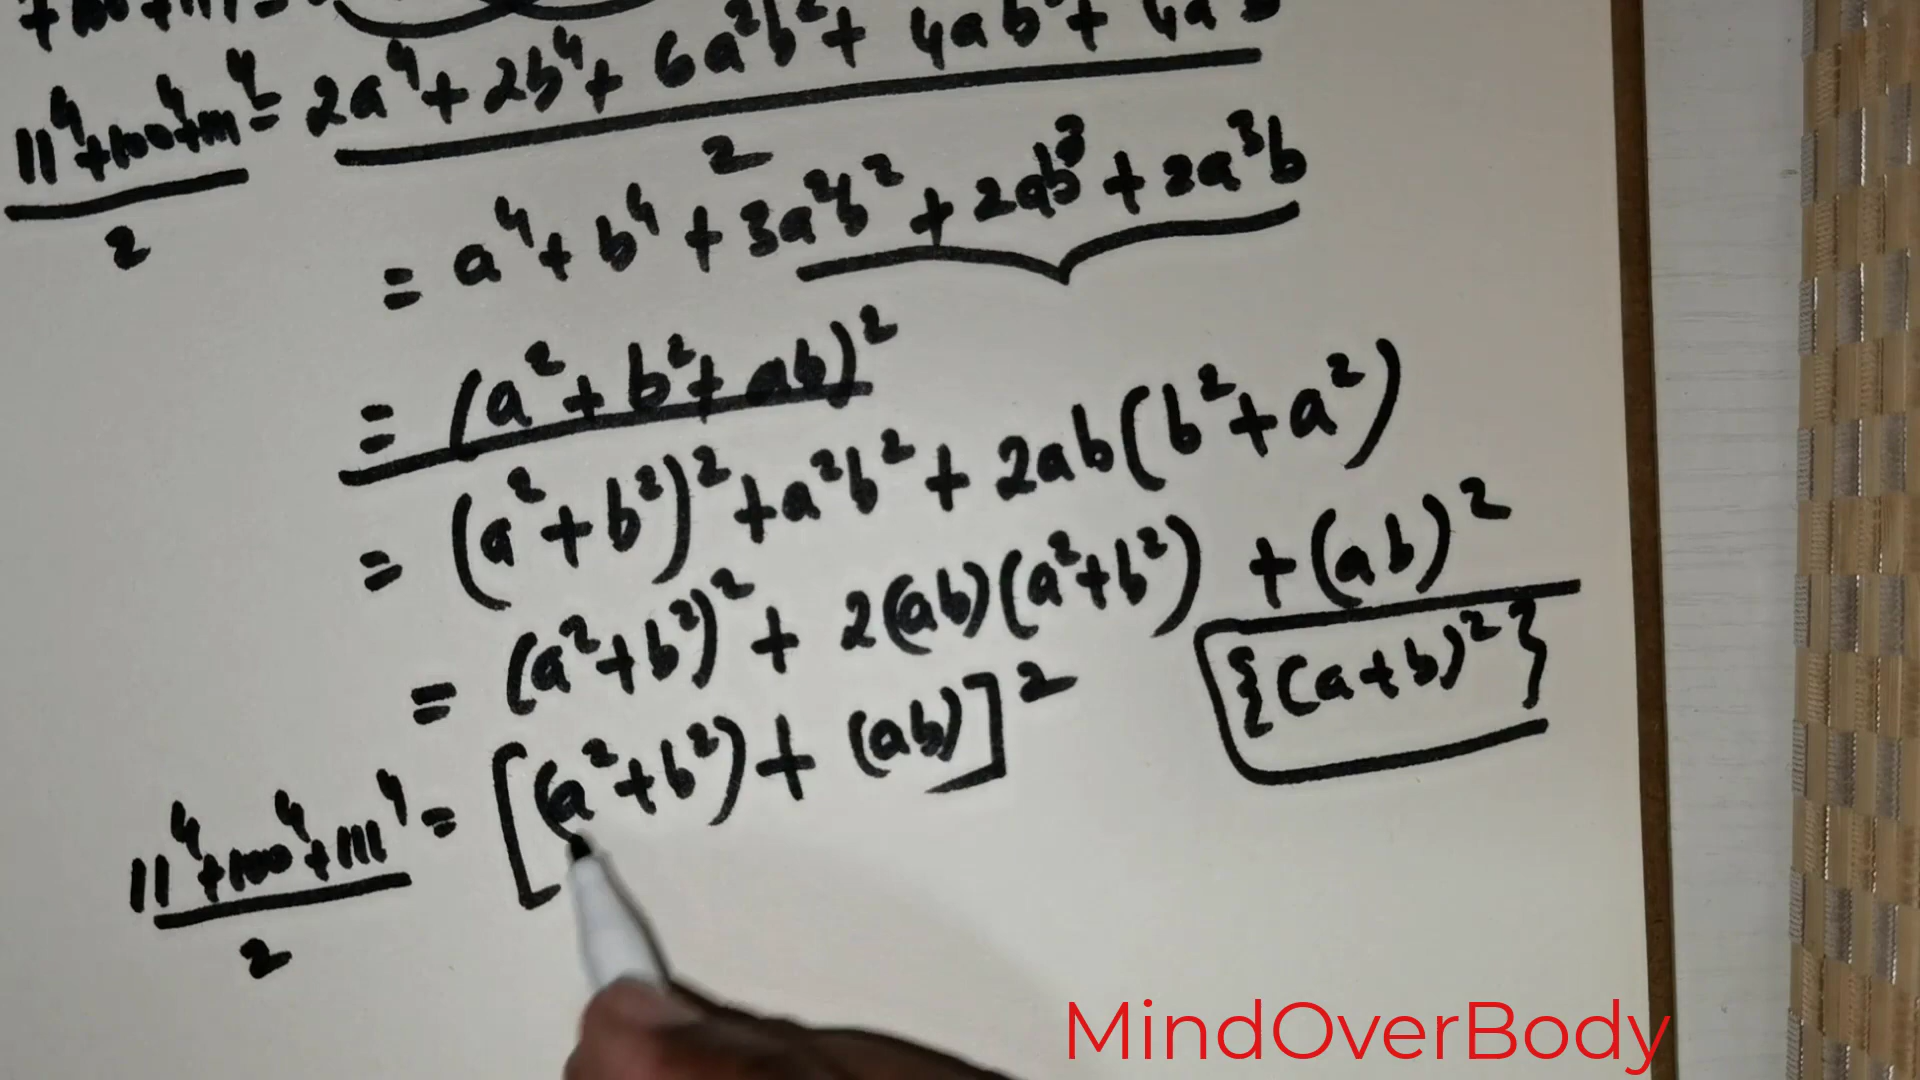 +100⁴+111⁴=
11⁴+100⁴+111⁴/2 = 2a⁴+2b⁴+6a²b²+4ab³+4a³b/2
= a⁴+b⁴+3a²b²+2ab³+2a³b
= (a²+b²+ab)²
= (a²+b²)²+a²b²+2ab(b²+a²)
= (a²+b²)²+2(ab)(a²+b²)+(ab)²
{(a+b)²}
11⁴+100⁴+111⁴/2 = [(a²+b²)+(ab)]²
MindOverBody